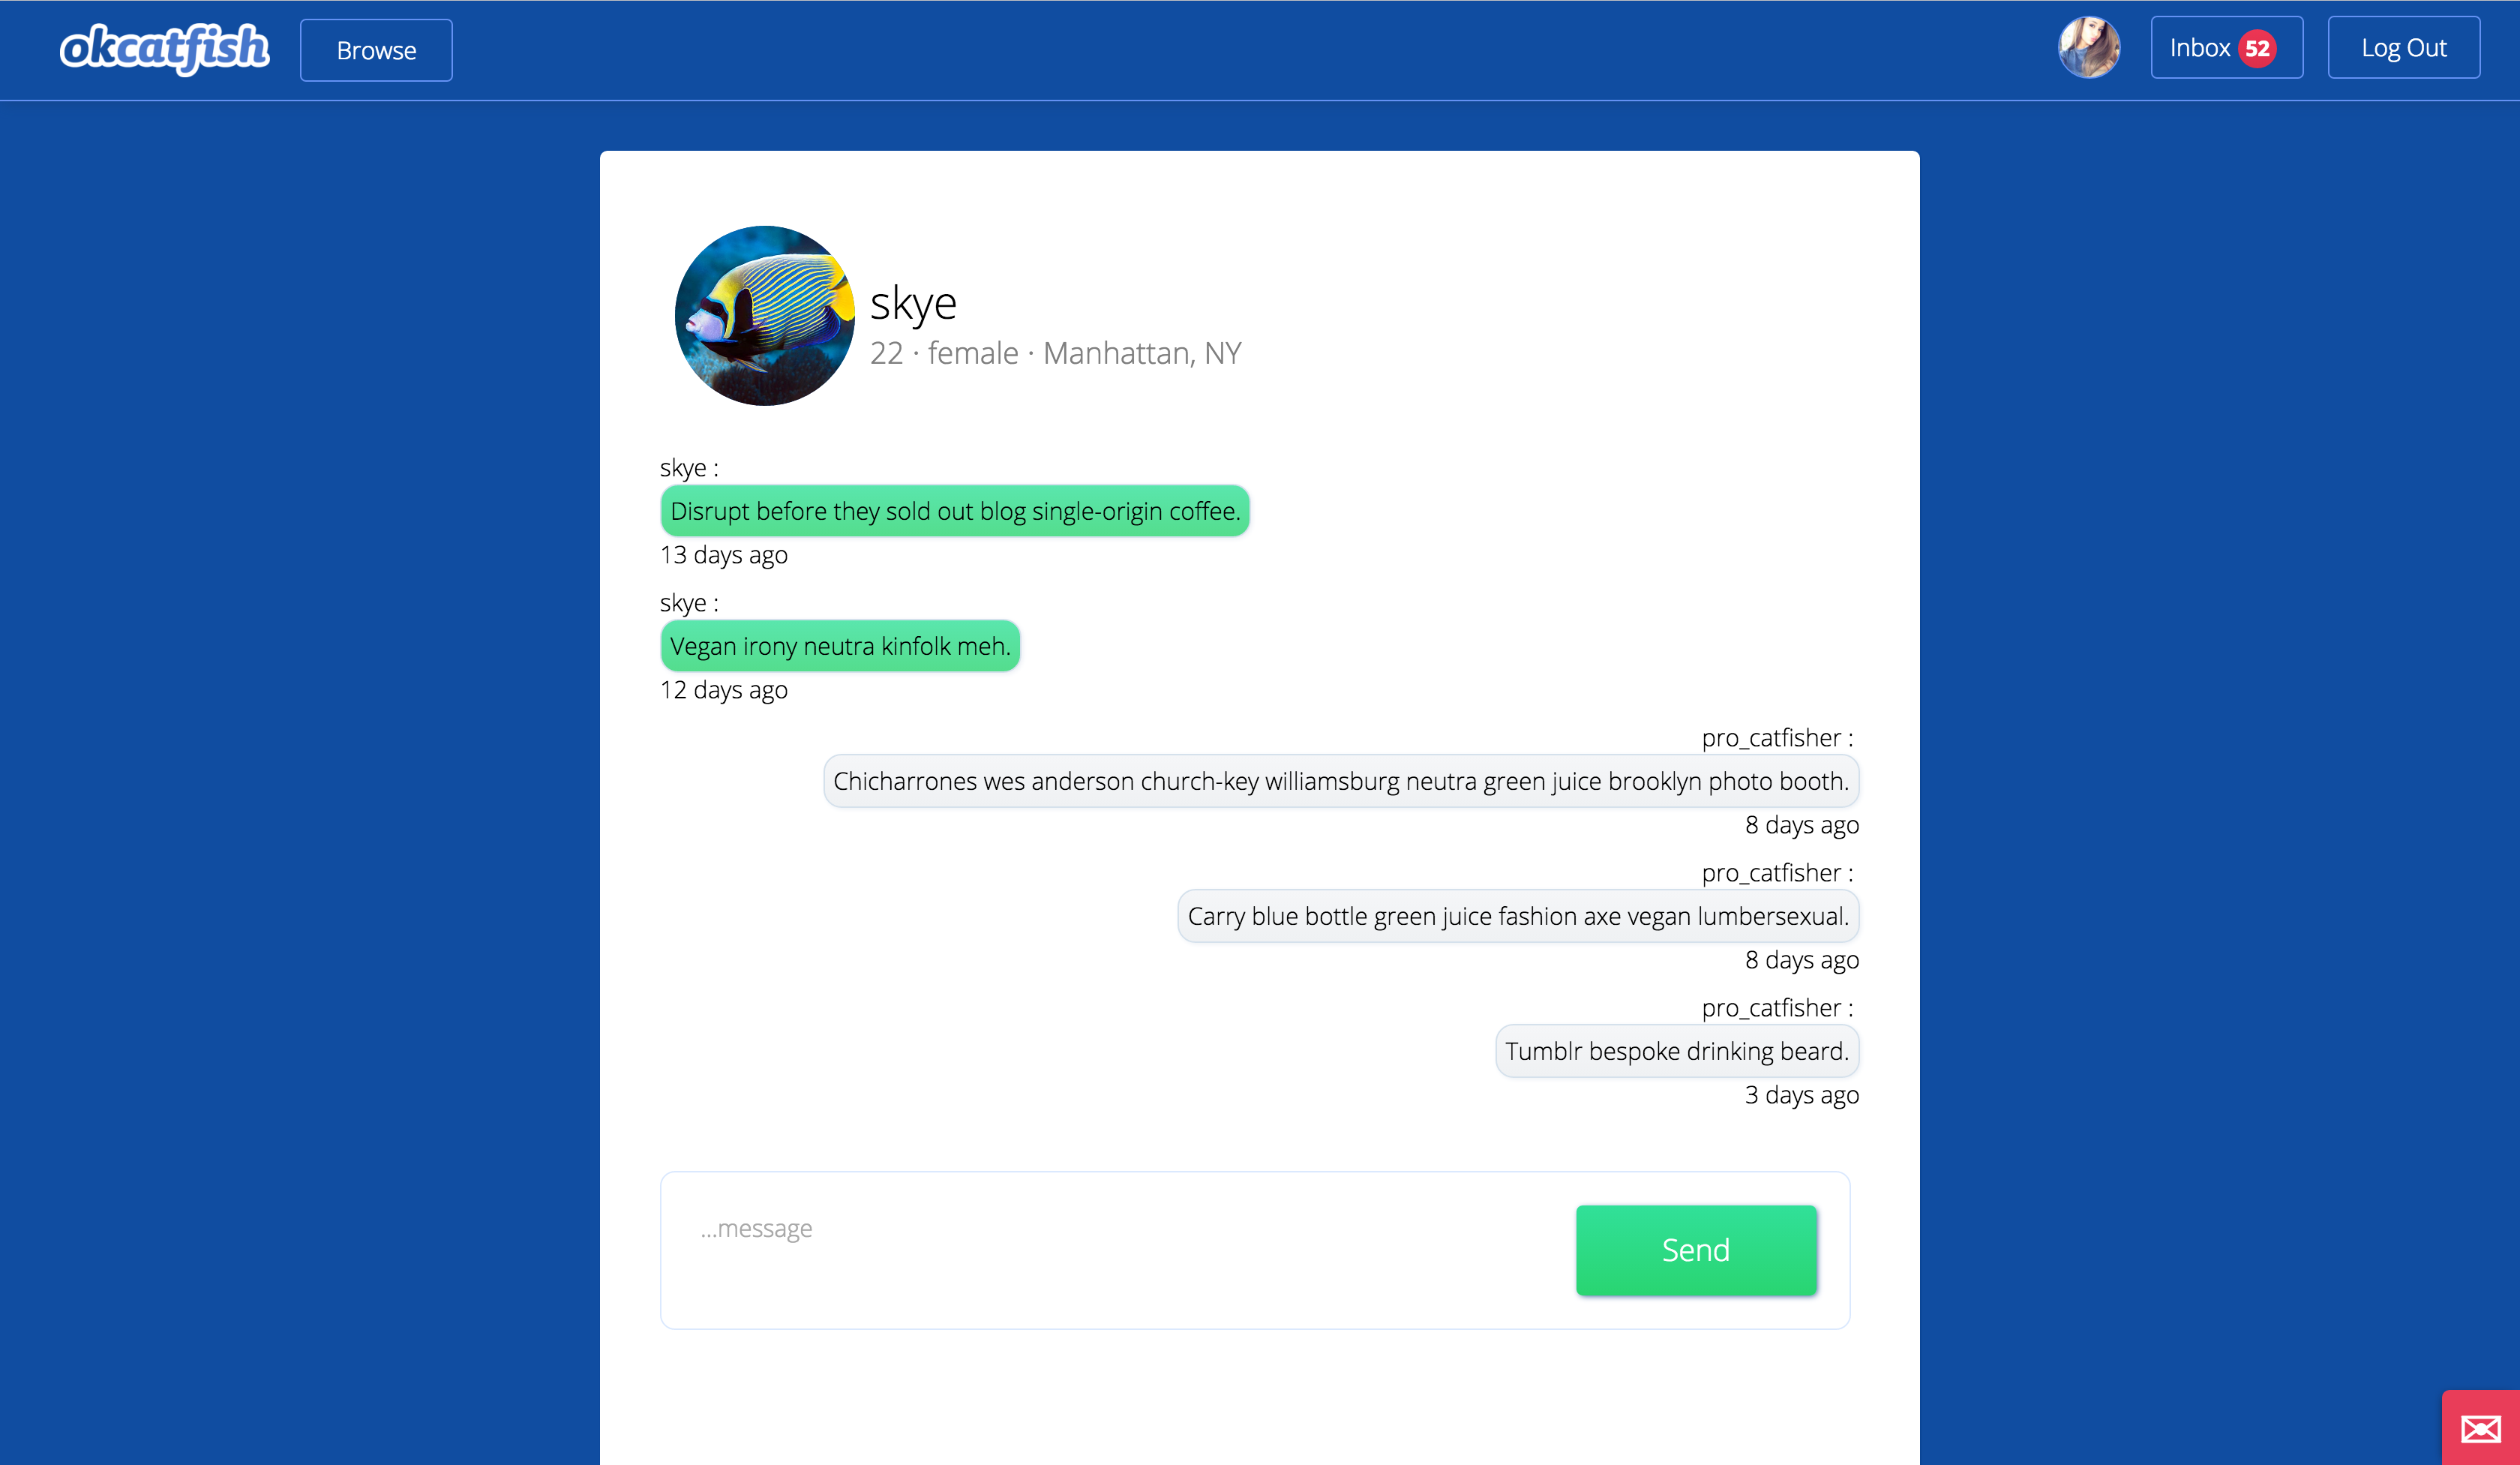 okcatfish
Browse
Inbox 52
Log Out
skye
22 · female · Manhattan, NY
skye :
Disrupt before they sold out blog single-origin coffee.
13 days ago
skye :
Vegan irony neutra kinfolk meh.
12 days ago
pro_catfisher :
Chicharrones wes anderson church-key williamsburg neutra green juice brooklyn photo booth.
8 days ago
pro_catfisher :
Carry blue bottle green juice fashion axe vegan lumbersexual.
8 days ago
pro_catfisher :
Tumblr bespoke drinking beard.
3 days ago
...message
Send